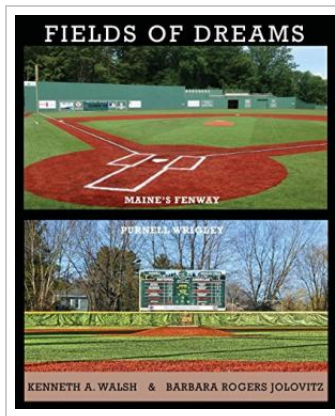 FIELDS OF DREAMS
MAINE'S FENWAY
PURNELL WRIGLEY
KENNETH A. WALSH & BARBARA ROGERS JOLOVITZ